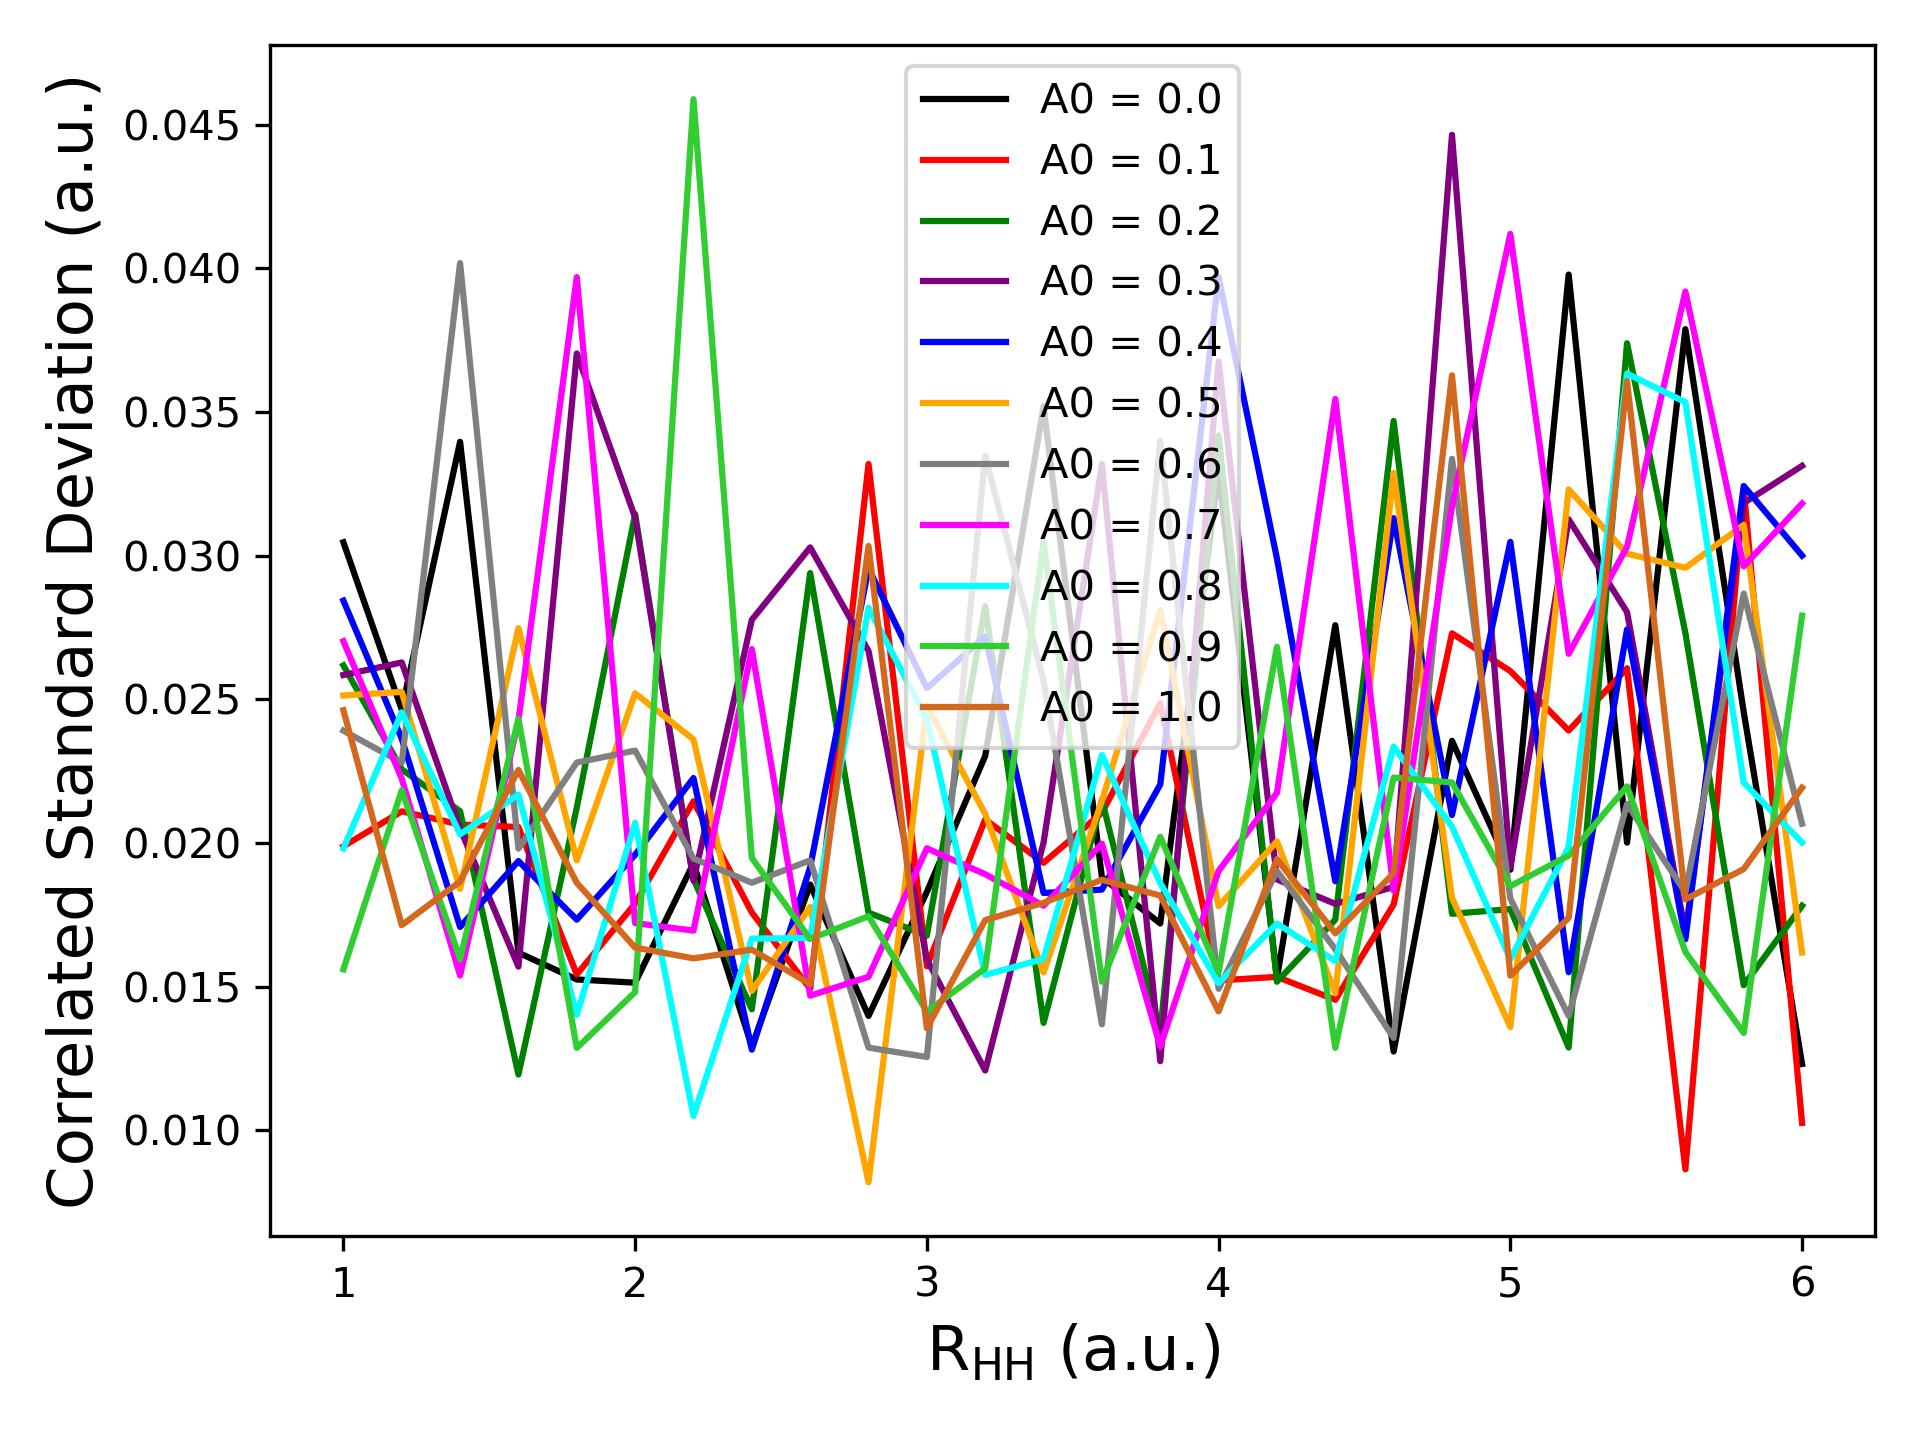 Correlated Standard Deviation (a.u.)
0.045
0.040
0.035
0.030
0.025
0.020
0.015
0.010
A0 = 0.0
A0 = 0.1
A0 = 0.2
A0 = 0.3
A0 = 0.4
A0 = 0.5
A0 = 0.6
A0 = 0.7
A0 = 0.8
A0 = 0.9
A0 = 1.0
1 2 3 4 5 6
R_HH (a.u.)